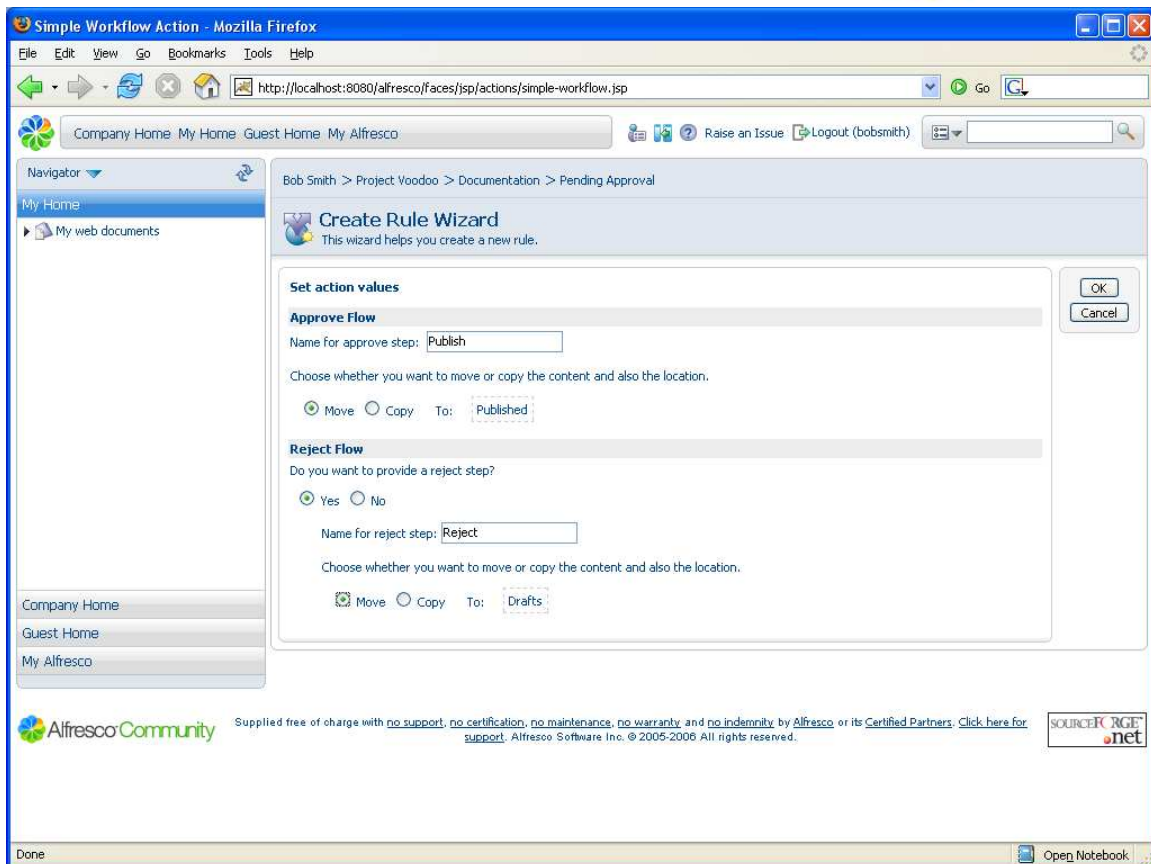 Simple Workflow Action - Mozilla Firefox
File Edit View Go Bookmarks Tools Help
http://localhost:8080/alfresco/faces/jsp/actions/simple-workflow.jsp
Go
G
Company Home My Home Guest Home My Alfresco
Raise an Issue Logout (bobsmith)
Navigator
My Home
My web documents
Company Home
Guest Home
My Alfresco
Bob Smith > Project Voodoo > Documentation > Pending Approval
Create Rule Wizard
This wizard helps you create a new rule.
Set action values
Approve Flow
Name for approve step: Publish
Choose whether you want to move or copy the content and also the location.
Move Copy To: Published
Reject Flow
Do you want to provide a reject step?
Yes No
Name for reject step: Reject
Choose whether you want to move or copy the content and also the location.
Move Copy To: Drafts
OK
Cancel
Alfresco Community
Supplied free of charge with no support, no certification, no maintenance, no warranty and no indemnity by Alfresco or its Certified Partners. Click here for
support. Alfresco Software Inc. © 2005-2006 All rights reserved.
SOURCEFORGE
.net
Done
Open Notebook